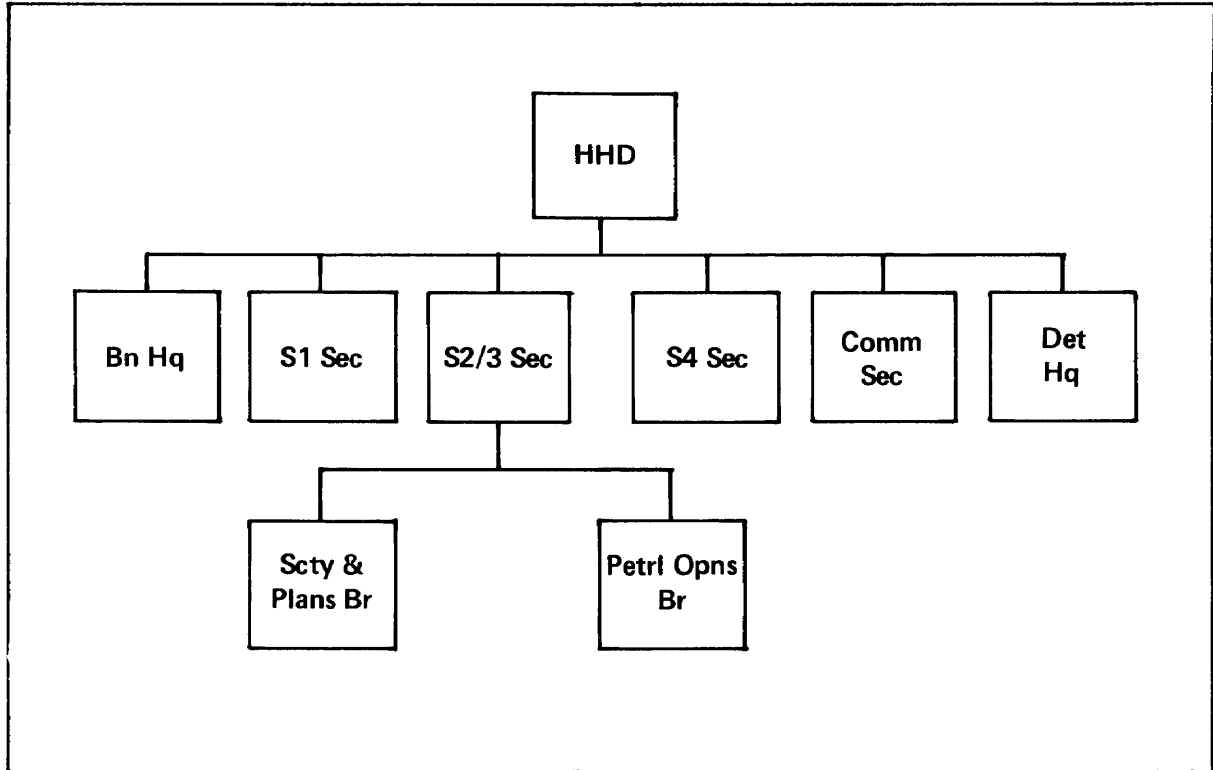 HHD
Bn Hq
S1 Sec
S2/3 Sec
S4 Sec
Comm
Sec
Det
Hq
Scty &
Plans Br
Petrl Opns
Br